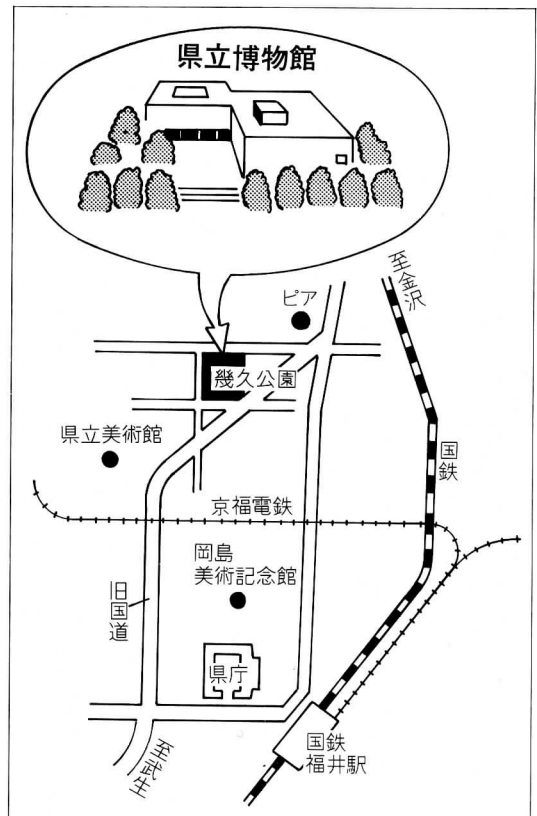 県立博物館
至金沢
ピア
幾久公園
県立美術館
国鉄
京福電鉄
岡島
美術記念館
旧国道
県庁
国鉄
福井駅
至武生